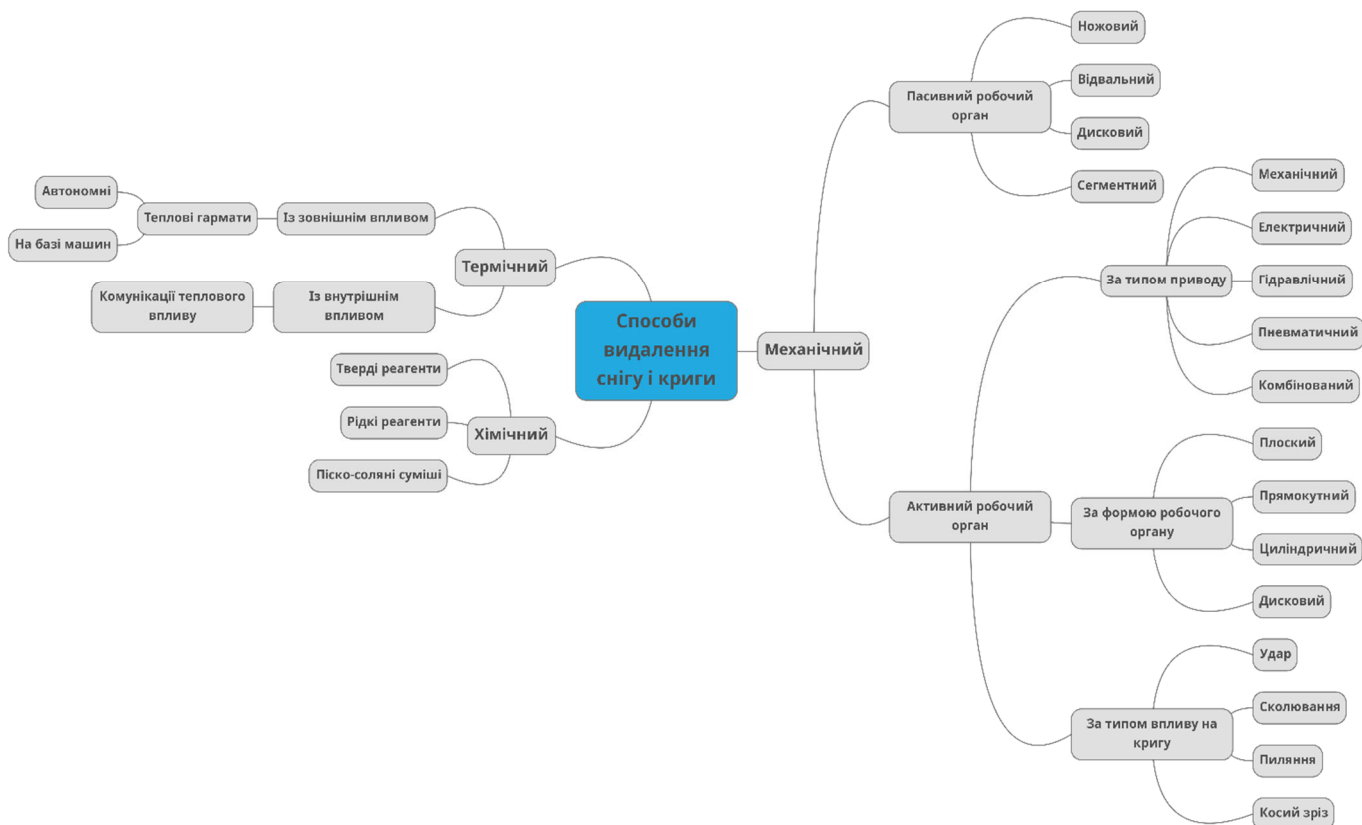 Способи
видалення
снігу і криги
Термічний
Із зовнішнім впливом
Теплові гармати
Автономні
На базі машин
Із внутрішнім
впливом
Комунікації теплового
впливу
Хімічний
Тверді реагенти
Рідкі реагенти
Піско-соляні суміші
Механічний
Пасивний робочий
орган
Ножовий
Відвальний
Дисковий
Сегментний
Активний робочий
орган
За типом приводу
Механічний
Електричний
Гідравлічний
Пневматичний
Комбінований
За формою робочого
органу
Плоский
Прямокутний
Циліндричний
Дисковий
За типом впливу на
кригу
Удар
Сколювання
Пиляння
Косий зріз